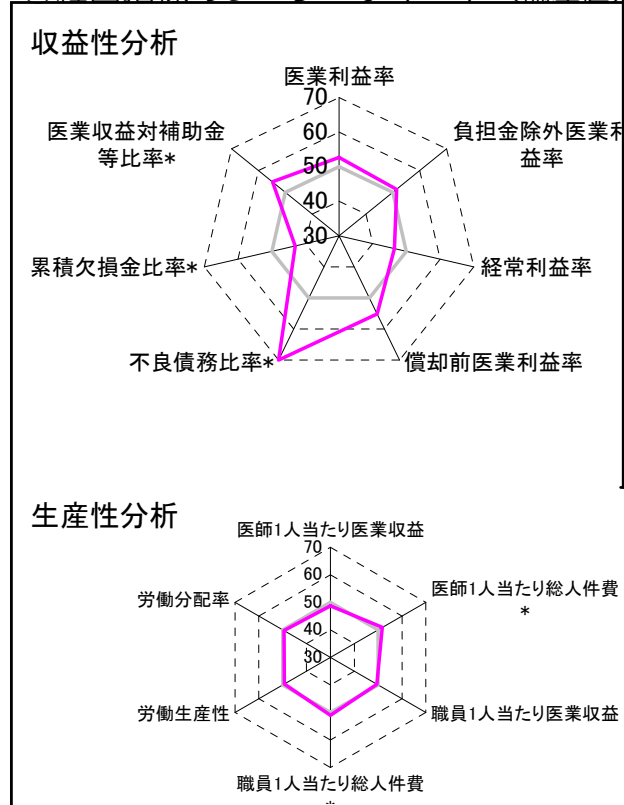 収益性分析
医業利益率
70
60
50
40
30
負担金除外医業利
益率
経常利益率
償却前医業利益率
不良債務比率*
累積欠損金比率*
医業収益対補助金
等比率*
生産性分析
医師1人当たり医業収益
70
60
50
40
30
医師1人当たり総人件費
*
職員1人当たり医業収益
職員1人当たり総人件費
*
労働生産性
労働分配率